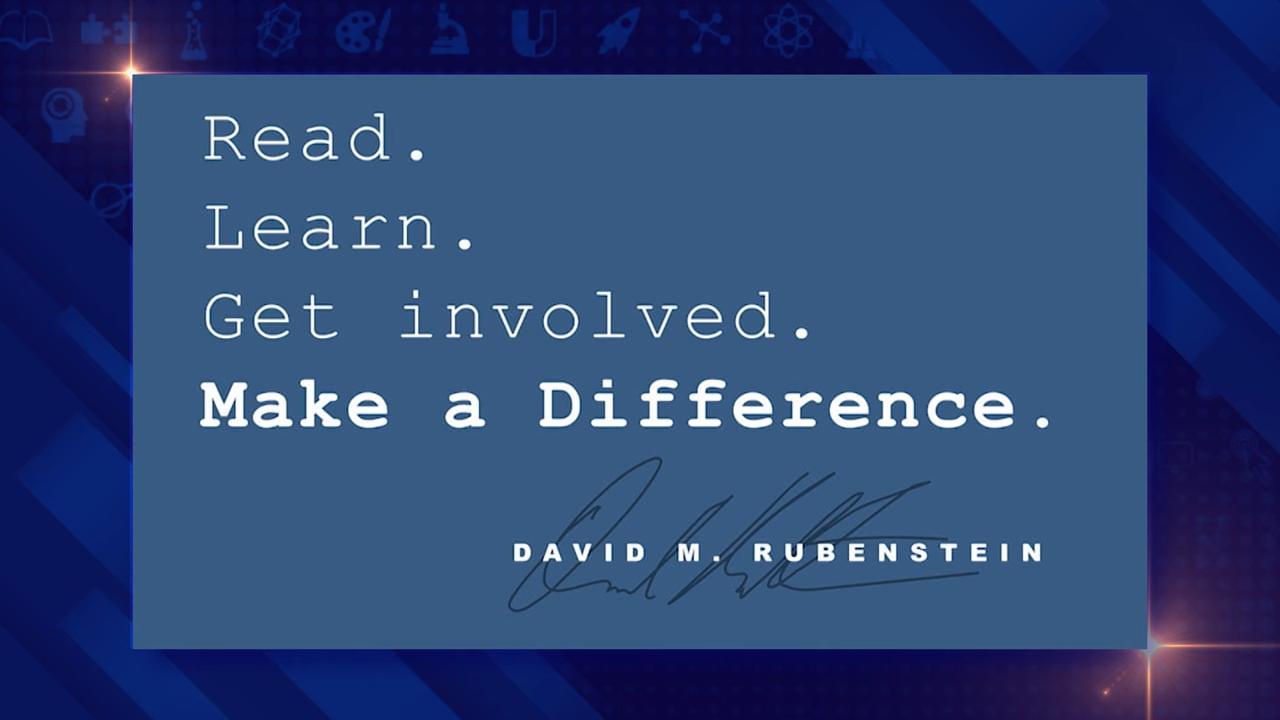 Read.
Learn.
Get involved.
Make a Difference.
DAVID M. RUBENSTEIN